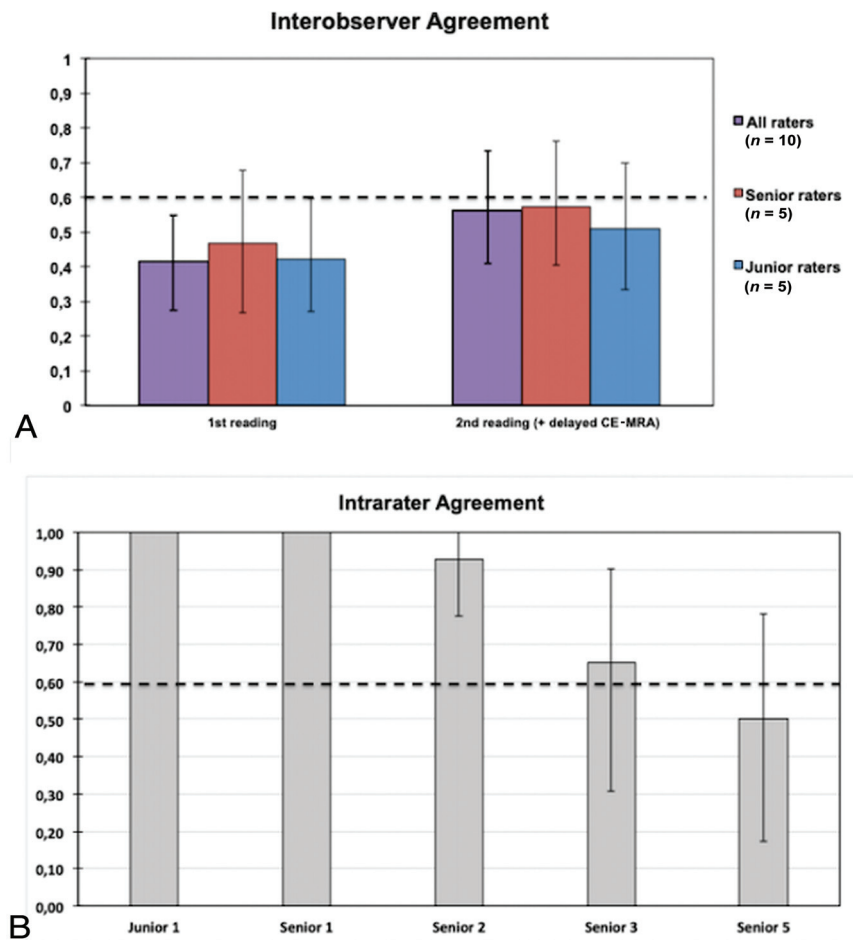 Interobserver Agreement
1
0,9
0,8
0,7
0,6
0,5
0,4
0,3
0,2
0,1
0
1st reading
2nd reading (+ delayed CE-MRA)
All raters
(n = 10)
Senior raters
(n = 5)
Junior raters
(n = 5)
A
Intrarater Agreement
1,00
0,90
0,80
0,70
0,60
0,50
0,40
0,30
0,20
0,10
0,00
Junior 1
Senior 1
Senior 2
Senior 3
Senior 5
B